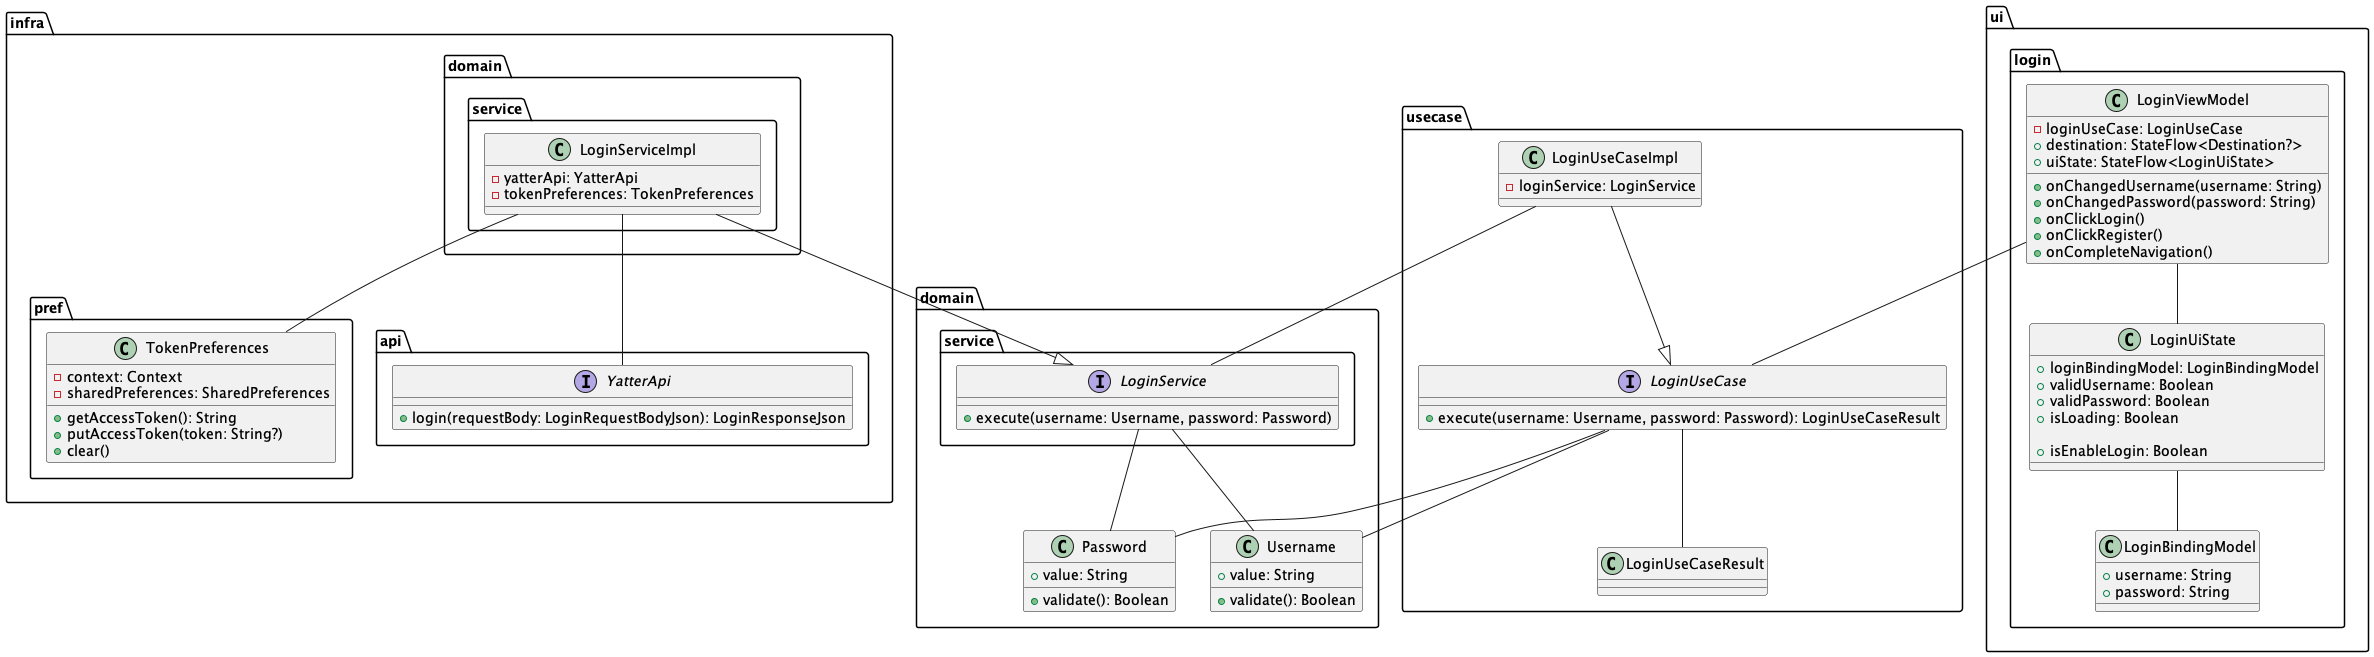 infra
domain
service
C LoginServiceImpl
yatterApi: YatterApi
tokenPreferences: TokenPreferences
pref
C TokenPreferences
context: Context
sharedPreferences: SharedPreferences
getAccessToken(): String
putAccessToken(token: String?)
clear()
api
I YatterApi
login(requestBody: LoginRequestBodyJson): LoginResponseJson
domain
service
I LoginService
execute(username: Username, password: Password)
C Password
value: String
validate(): Boolean
C Username
value: String
validate(): Boolean
usecase
C LoginUseCaseImpl
loginService: LoginService
I LoginUseCase
execute(username: Username, password: Password): LoginUseCaseResult
C LoginUseCaseResult
ui
login
C LoginViewModel
loginUseCase: LoginUseCase
destination: StateFlow<Destination?>
uiState: StateFlow<LoginUiState>
onChangedUsername(username: String)
onChangedPassword(password: String)
onClickLogin()
onClickRegister()
onCompleteNavigation()
C LoginUiState
loginBindingModel: LoginBindingModel
validUsername: Boolean
validPassword: Boolean
isLoading: Boolean
isEnableLogin: Boolean
C LoginBindingModel
username: String
password: String